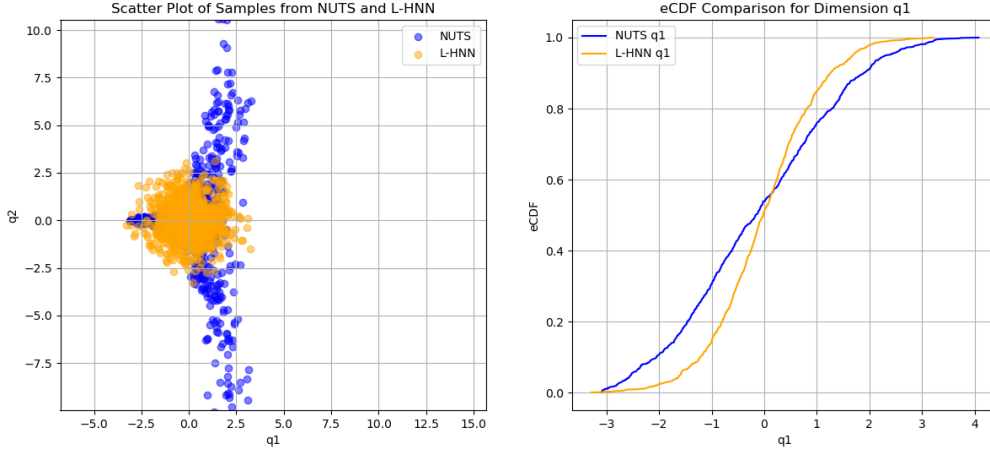 Scatter Plot of Samples from NUTS and L-HNN
NUTS
L-HNN
10.0
7.5
5.0
2.5
0.0
−2.5
−5.0
−7.5
q2
−5.0 −2.5 0.0 2.5 5.0 7.5 10.0 12.5 15.0
q1
eCDF Comparison for Dimension q1
NUTS q1
L-HNN q1
1.0
0.8
0.6
0.4
0.2
0.0
eCDF
−3 −2 −1 0 1 2 3 4
q1